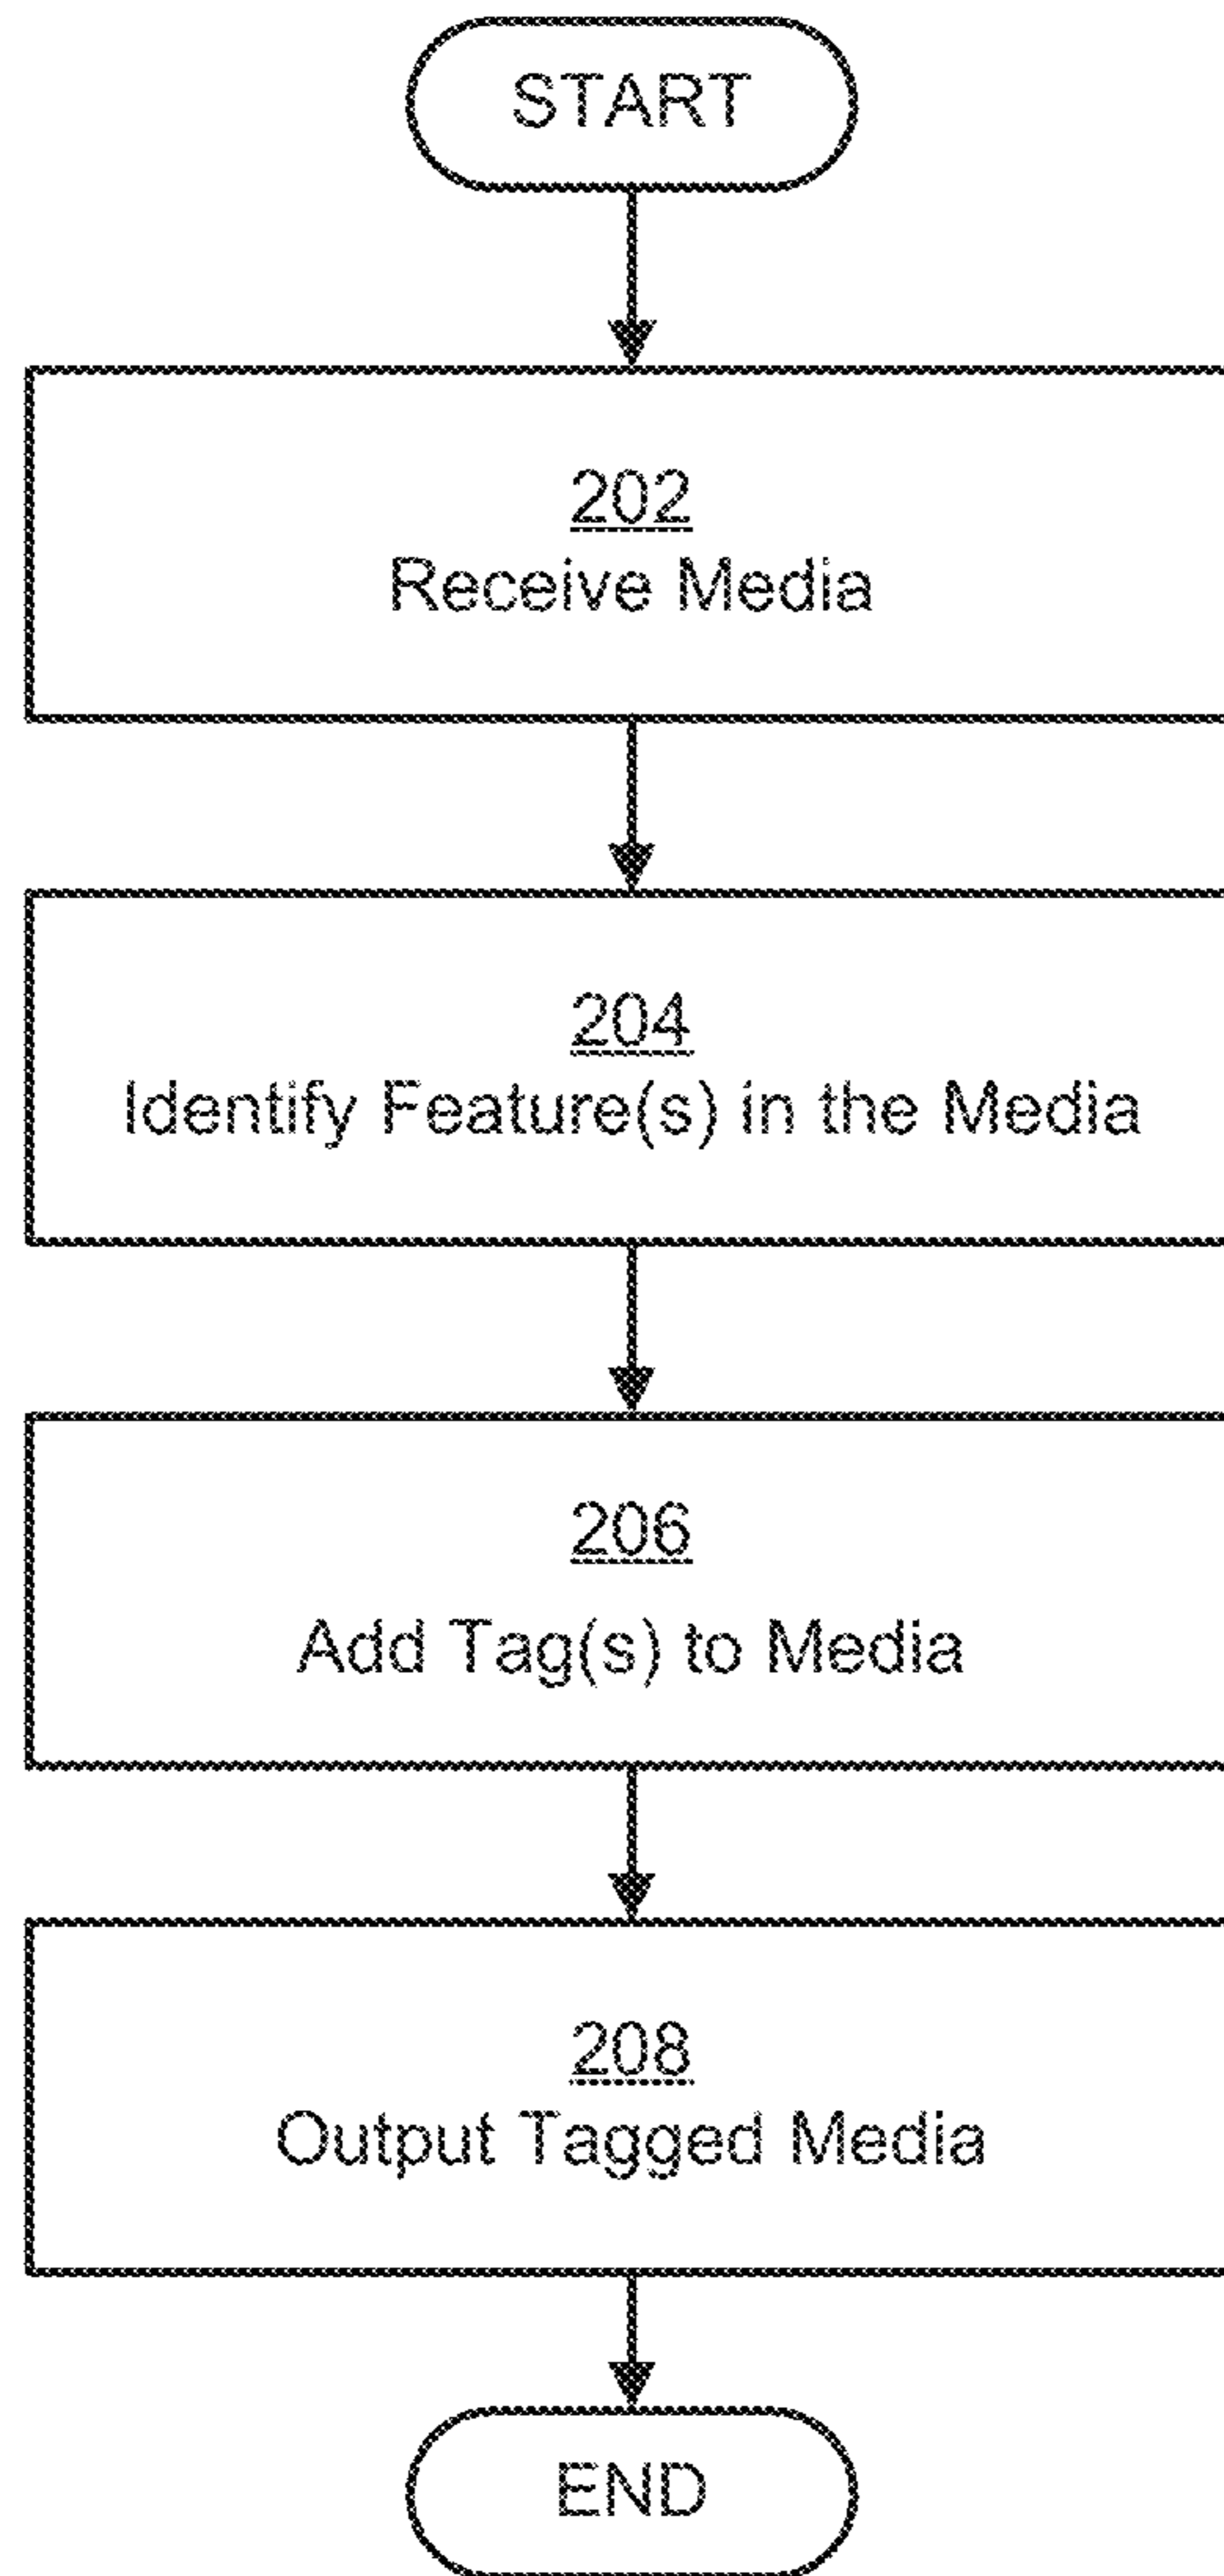 START
202
Receive Media
204
Identify Feature(s) in the Media
206
Add Tag(s) to Media
208
Output Tagged Media
END